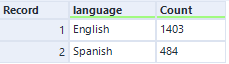 Record language Count
1 English 1403
2 Spanish 484